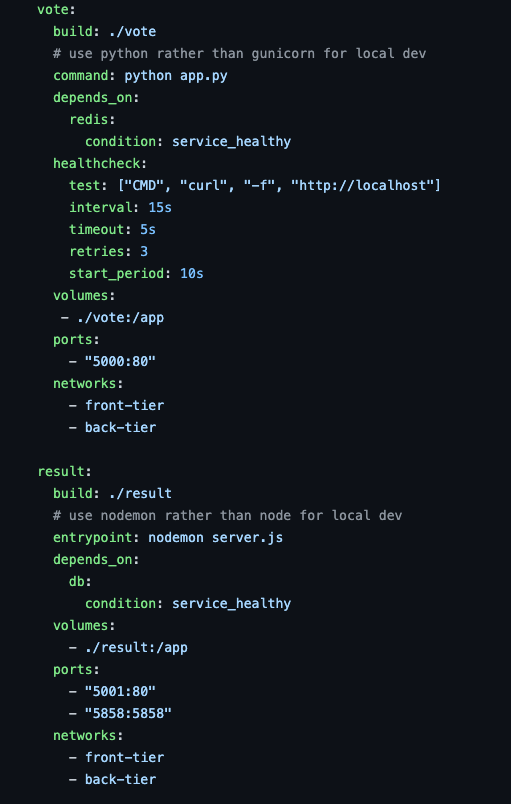 vote:
  build: ./vote
  # use python rather than gunicorn for local dev
  command: python app.py
  depends_on:
    redis:
      condition: service_healthy
  healthcheck:
    test: ["CMD", "curl", "-f", "http://localhost"]
    interval: 15s
    timeout: 5s
    retries: 3
    start_period: 10s
  volumes:
   - ./vote:/app
  ports:
    - "5000:80"
  networks:
    - front-tier
    - back-tier

result:
  build: ./result
  # use nodemon rather than node for local dev
  entrypoint: nodemon server.js
  depends_on:
    db:
      condition: service_healthy
  volumes:
    - ./result:/app
  ports:
    - "5001:80"
    - "5858:5858"
  networks:
    - front-tier
    - back-tier